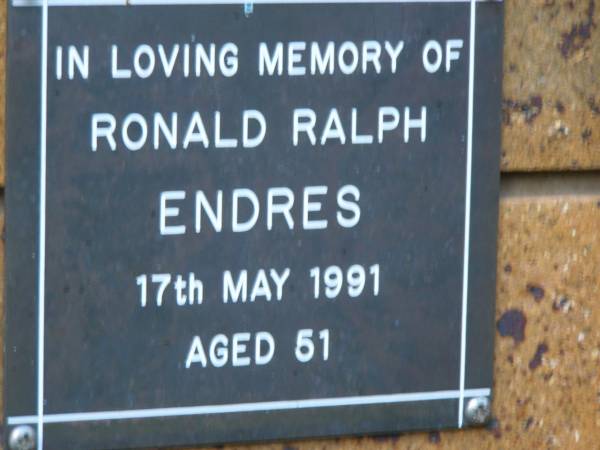 IN LOVING MEMORY OF
RONALD RALPH
ENDRES
17th MAY 1991
AGED 51